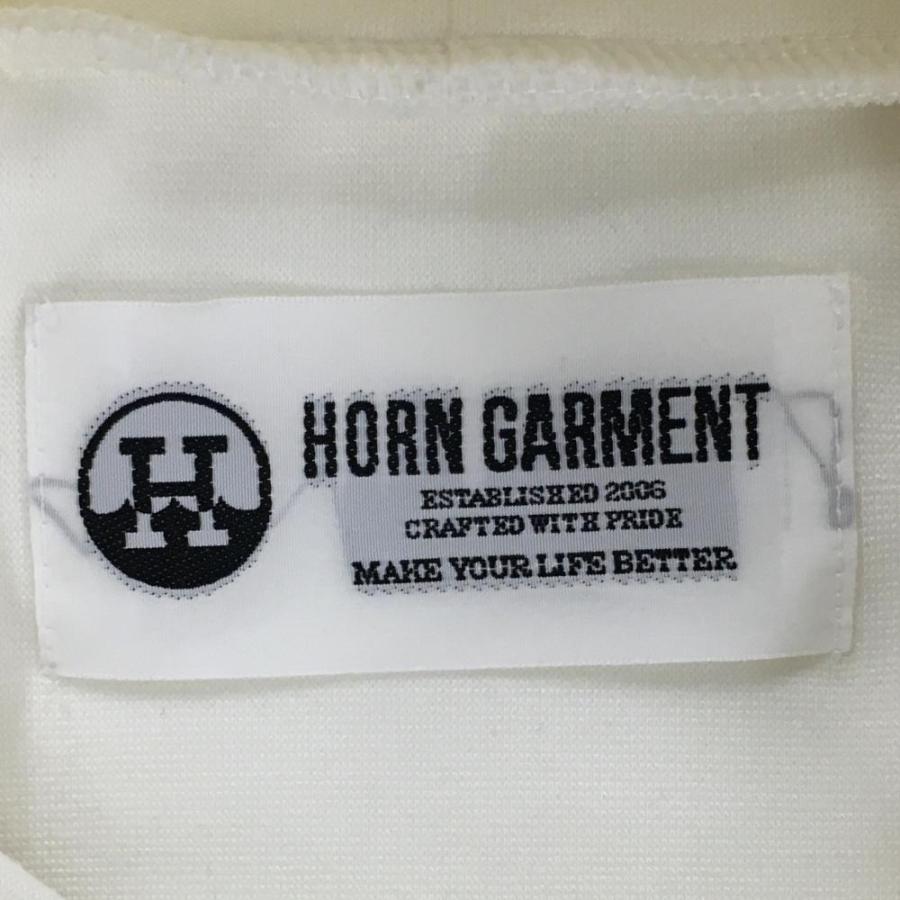 H
HORN GARMENT
ESTABLISHED 2006
CRAFTED WITH PRIDE
MAKE YOUR LIFE BETTER